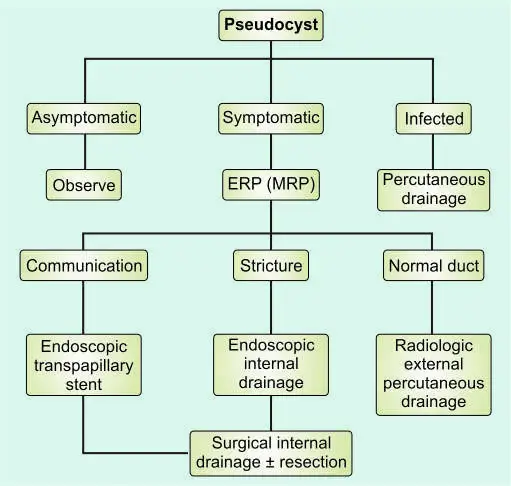 Pseudocyst
Asymptomatic
Symptomatic
Infected
Observe
ERP (MRP)
Percutaneous
drainage
Communication
Stricture
Normal duct
Endoscopic
transpapillary
stent
Endoscopic
internal
drainage
Radiologic
external
percutaneous
drainage
Surgical internal
drainage ± resection